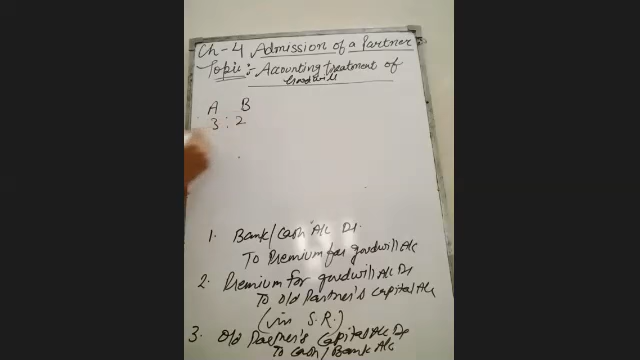 Ch-4 Admission of a Partner
Topic:- Accounting treatment of
Goodwill
A B
3 : 2
1. Bank/Cash A/c Dr.
To Premium for goodwill A/c
2. Premium for goodwill A/c Dr
To Old Partner's Capital A/c
(in S.R.)
3. Old Partner's Capital A/c Dr
To Cash/Bank A/c